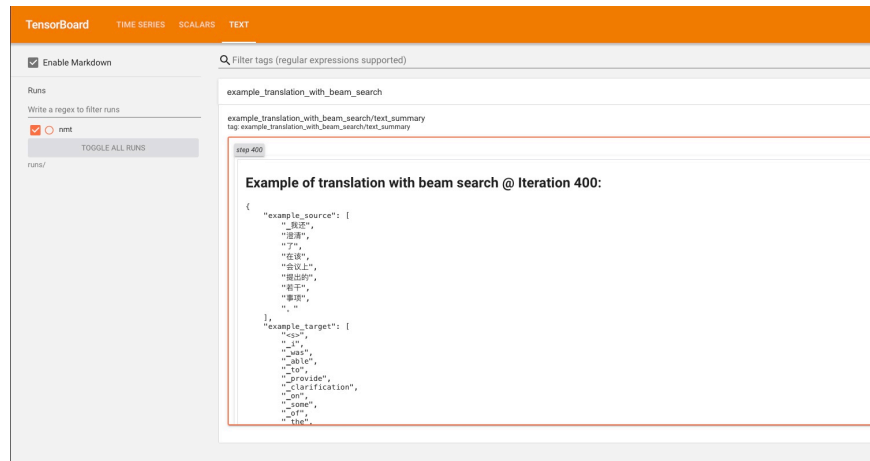 TensorBoard TIME SERIES SCALARS TEXT
Enable Markdown
Filter tags (regular expressions supported)
Runs
Write a regex to filter runs
nmt
TOGGLE ALL RUNS
runs/
example_translation_with_beam_search
example_translation_with_beam_search/text_summary
tag: example_translation_with_beam_search/text_summary
step 400
Example of translation with beam search @ Iteration 400:
{
"example_source": [
"_我还",
"澄清",
"了",
"在该",
"会议上",
"提出的",
"若干",
"事项",
"。"
],
"example_target": [
"<s>",
"_i",
"_was",
"_able",
"_to",
"_provide",
"_clarification",
"_on",
"_some",
"_of",
"_the",